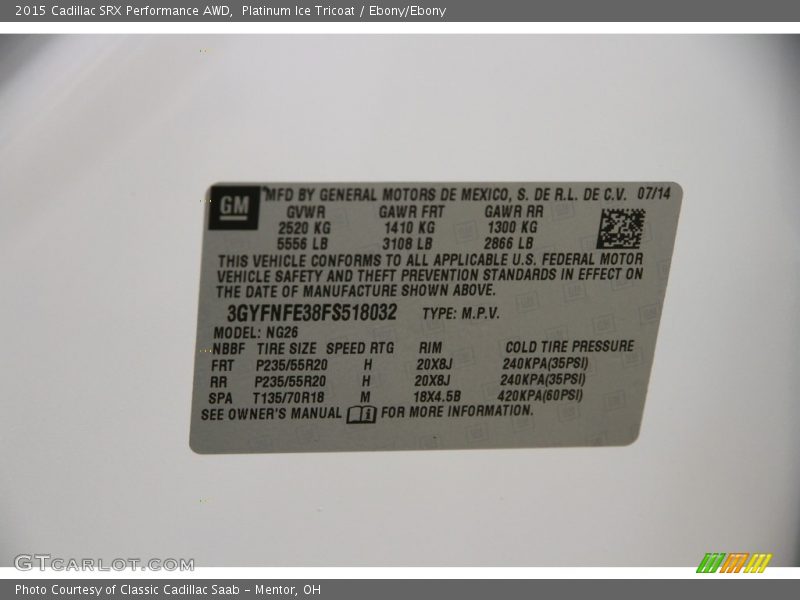 2015 Cadillac SRX Performance AWD,  Platinum Ice Tricoat / Ebony/Ebony
GM MFD BY GENERAL MOTORS DE MEXICO, S. DE R.L. DE C.V. 07/14
GVWR GAWR FRT GAWR RR
2520 KG 1410 KG 1300 KG
5556 LB 3108 LB 2866 LB
THIS VEHICLE CONFORMS TO ALL APPLICABLE U.S. FEDERAL MOTOR
VEHICLE SAFETY AND THEFT PREVENTION STANDARDS IN EFFECT ON
THE DATE OF MANUFACTURE SHOWN ABOVE.
3GYFNFE38FS518032 TYPE: M.P.V.
MODEL: NG26
NBBF TIRE SIZE SPEED RTG RIM COLD TIRE PRESSURE
FRT P235/55R20 H 20X8J 240KPA(35PSI)
RR P235/55R20 H 20X8J 240KPA(35PSI)
SPA T135/70R18 M 18X4.5B 420KPA(60PSI)
SEE OWNER'S MANUAL i FOR MORE INFORMATION.
GTCARLOT.COM
Photo Courtesy of Classic Cadillac Saab - Mentor, OH